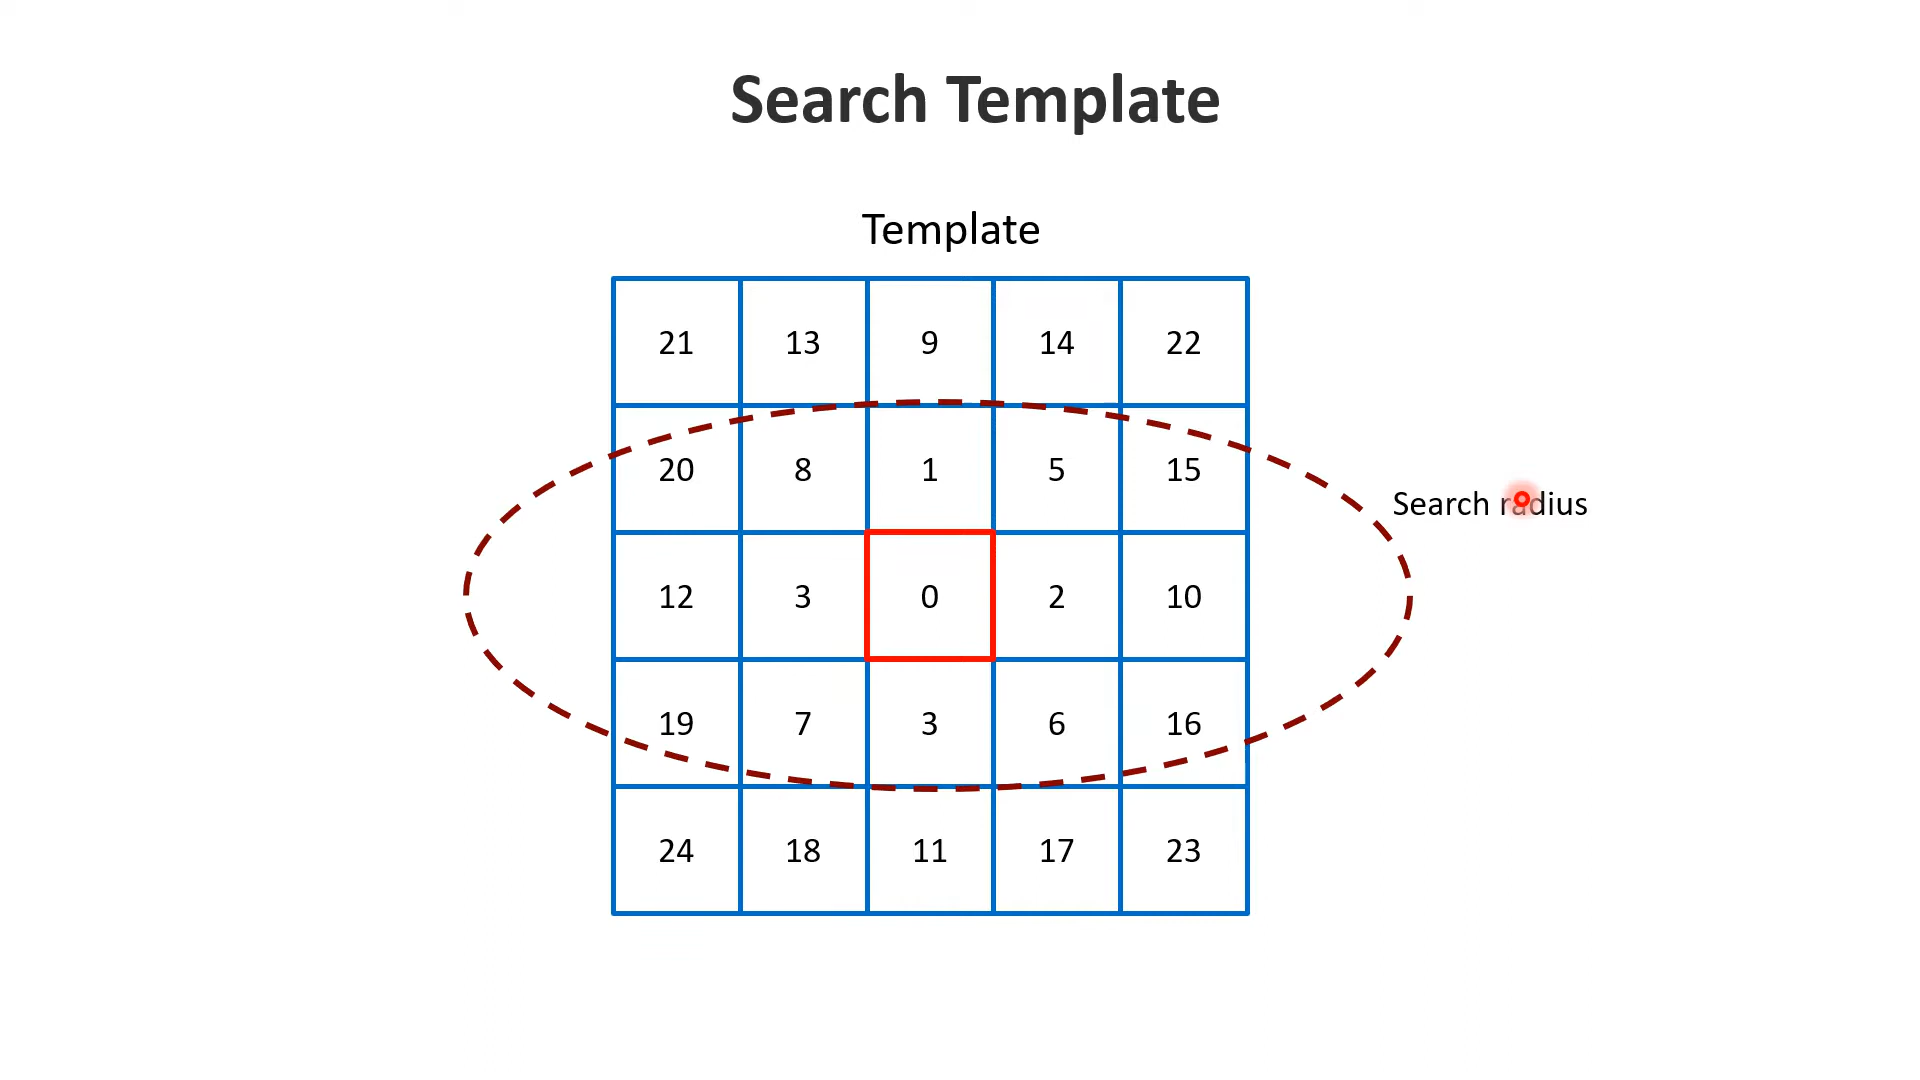 Search Template
Template
21 13 9 14 22
20 8 1 5 15
Search radius
12 3 0 2 10
19 7 3 6 16
24 18 11 17 23